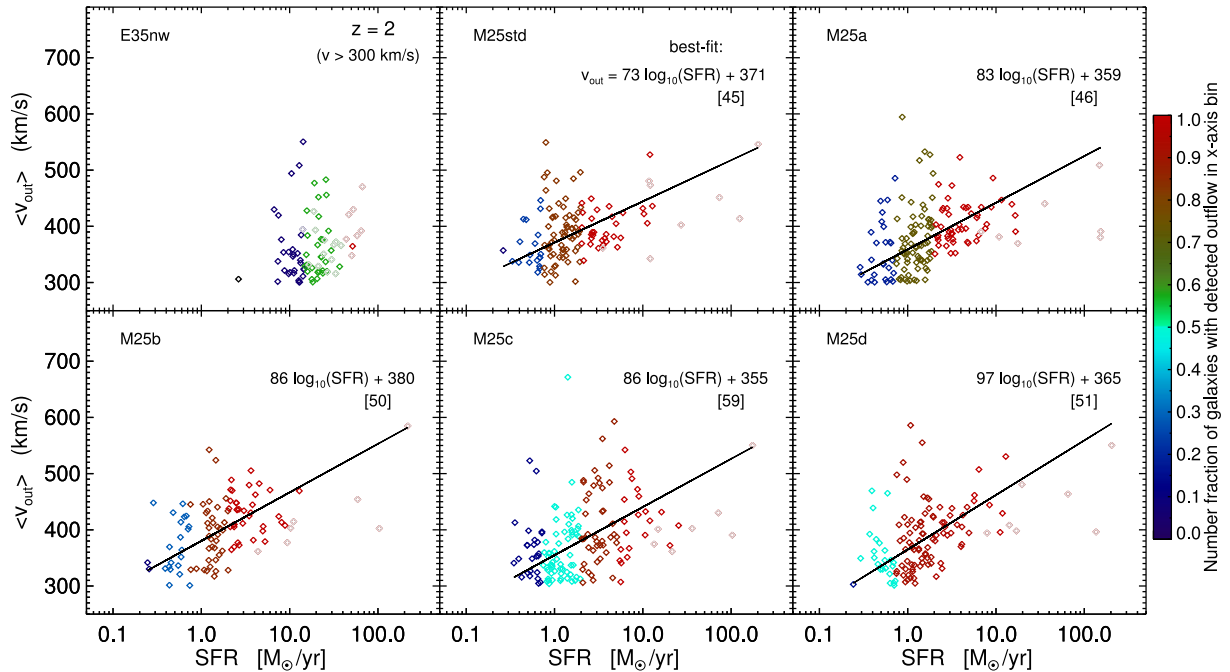 E35nw
z = 2
(v > 300 km/s)
M25std
best-fit:
v_out = 73 log₁₀(SFR) + 371
[45]
M25a
83 log₁₀(SFR) + 359
[46]
<v_out> (km/s)
700
600
500
400
300
M25b
86 log₁₀(SFR) + 380
[50]
M25c
86 log₁₀(SFR) + 355
[59]
M25d
97 log₁₀(SFR) + 365
[51]
<v_out> (km/s)
700
600
500
400
300
0.1 1.0 10.0 100.0
SFR [M⊙/yr]
0.1 1.0 10.0 100.0
SFR [M⊙/yr]
0.1 1.0 10.0 100.0
SFR [M⊙/yr]
1.0
0.9
0.8
0.7
0.6
0.5
0.4
0.3
0.2
0.1
0.0
Number fraction of galaxies with detected outflow in x-axis bin